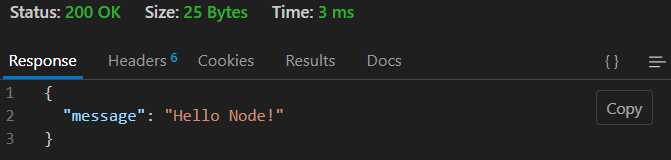 Status: 200 OK Size: 25 Bytes Time: 3 ms
Response Headers 6 Cookies Results Docs { }
1 {
2 "message": "Hello Node!"
3 }
Copy